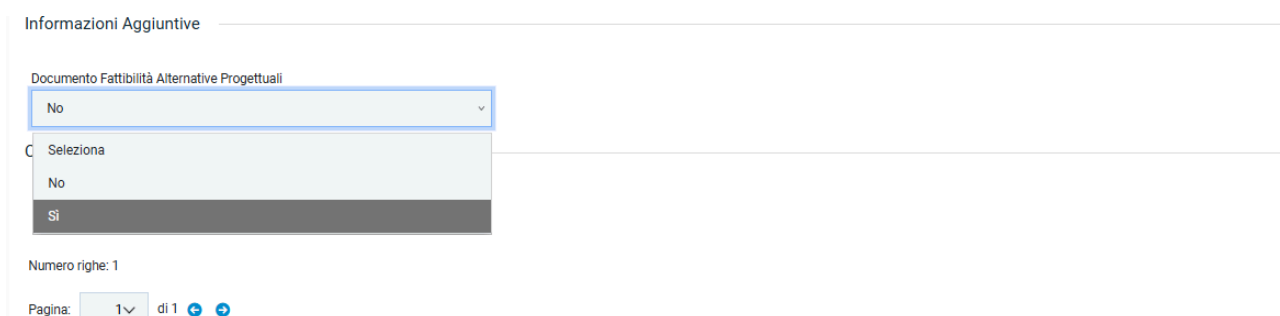 Informazioni Aggiuntive
Documento Fattibilità Alternative Progettuali
No
Seleziona
No
Sì
Numero righe: 1
Pagina: 1 di 1